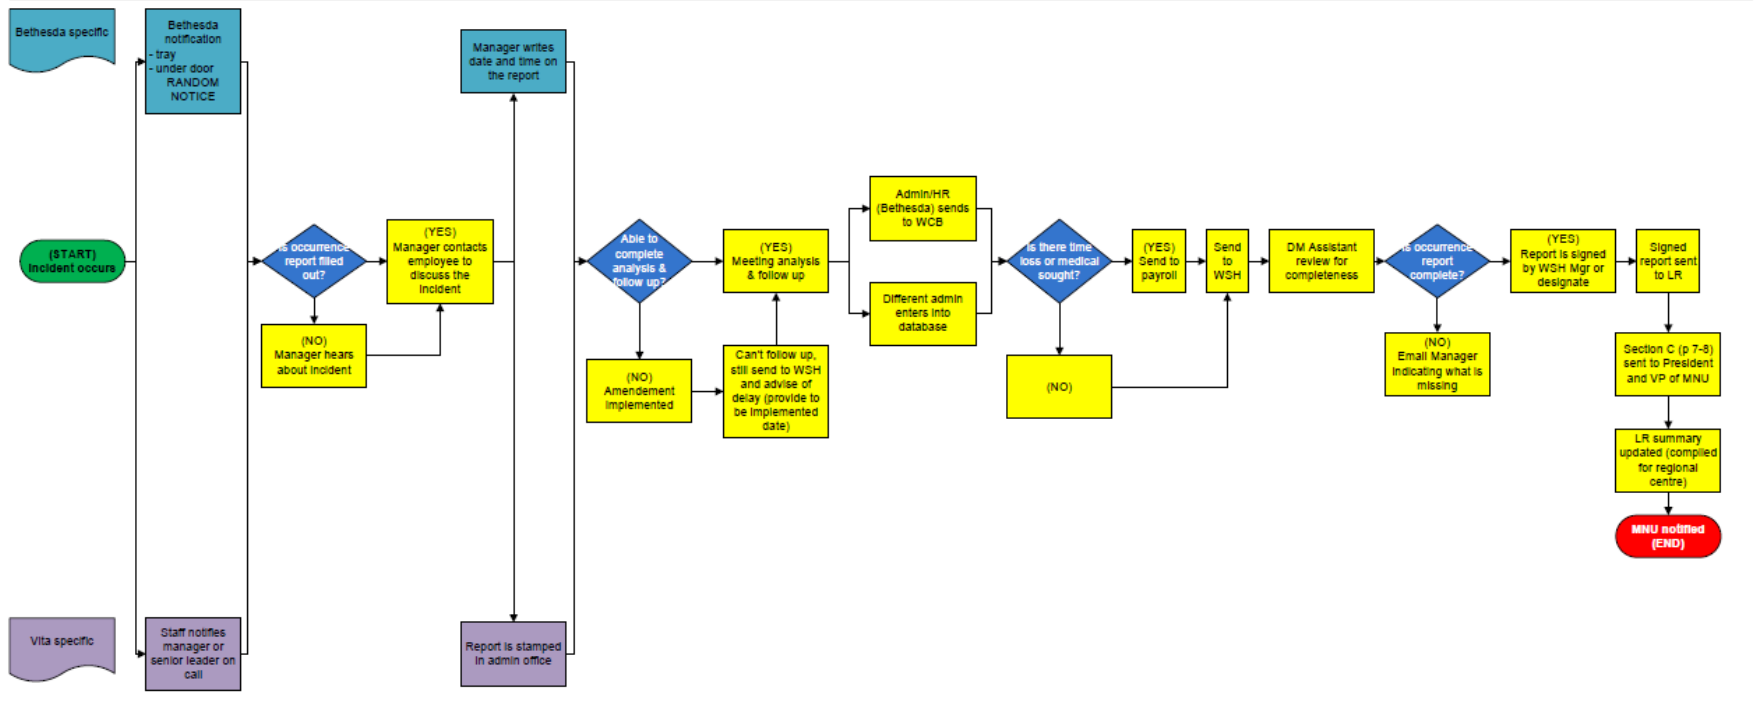 Bethesda specific
Bethesda
notification
- tray
- under door
RANDOM
NOTICE
Manager writes
date and time on
the report
(START)
Incident occurs
Is occurrence
report filled
out?
(YES)
Manager contacts
employee to
discuss the
incident
(NO)
Manager hears
about incident
Able to
complete
analysis &
follow up?
(YES)
Meeting analysis
& follow up
(NO)
Amendement
implemented
Can't follow up,
still send to WSH
and advise of
delay (provide to
be implemented
date)
Admin/HR
(Bethesda) sends
to WCB
Different admin
enters into
database
Is there time
loss or medical
sought?
(YES)
Send to
payroll
(NO)
Send
to
WSH
DM Assistant
review for
completeness
Is occurrence
report
complete?
(YES)
Report is signed
by WSH Mgr or
designate
(NO)
Email Manager
indicating what is
missing
Signed
report sent
to LR
Section C (p 7-8)
sent to President
and VP of MNU
LR summary
updated (compiled
for regional
centre)
MNU notified
(END)
Vita specific
Staff notifies
manager or
senior leader on
call
Report is stamped
in admin office